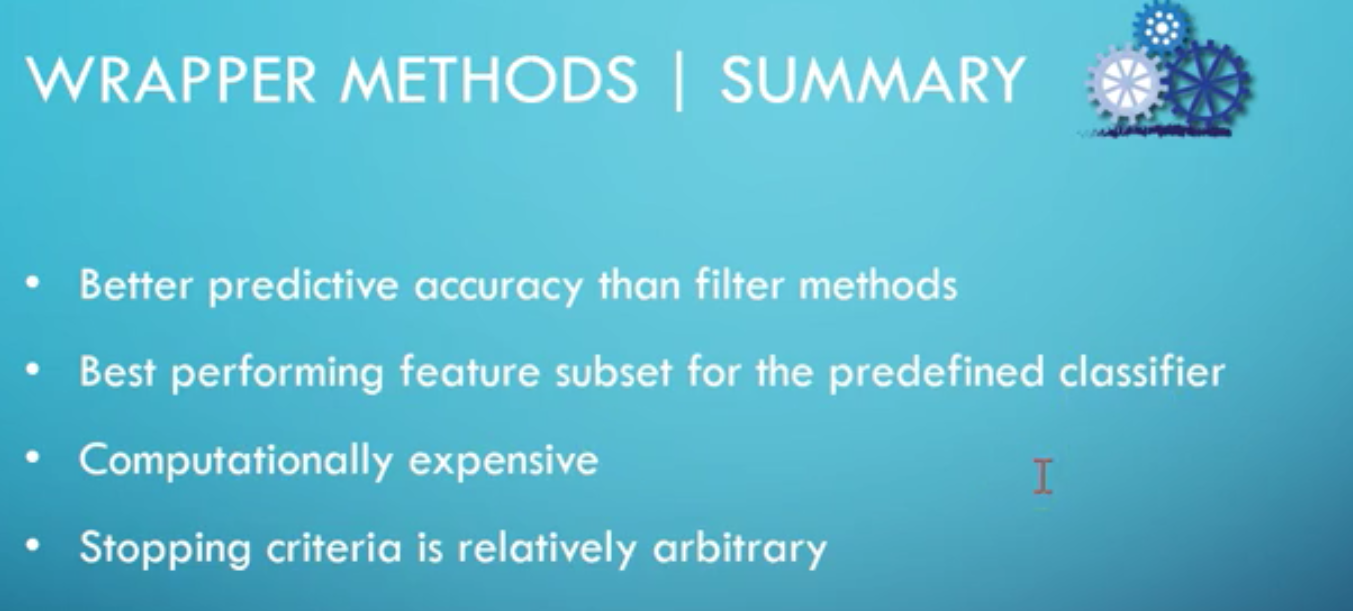 WRAPPER METHODS | SUMMARY
• Better predictive accuracy than filter methods
• Best performing feature subset for the predefined classifier
• Computationally expensive
• Stopping criteria is relatively arbitrary